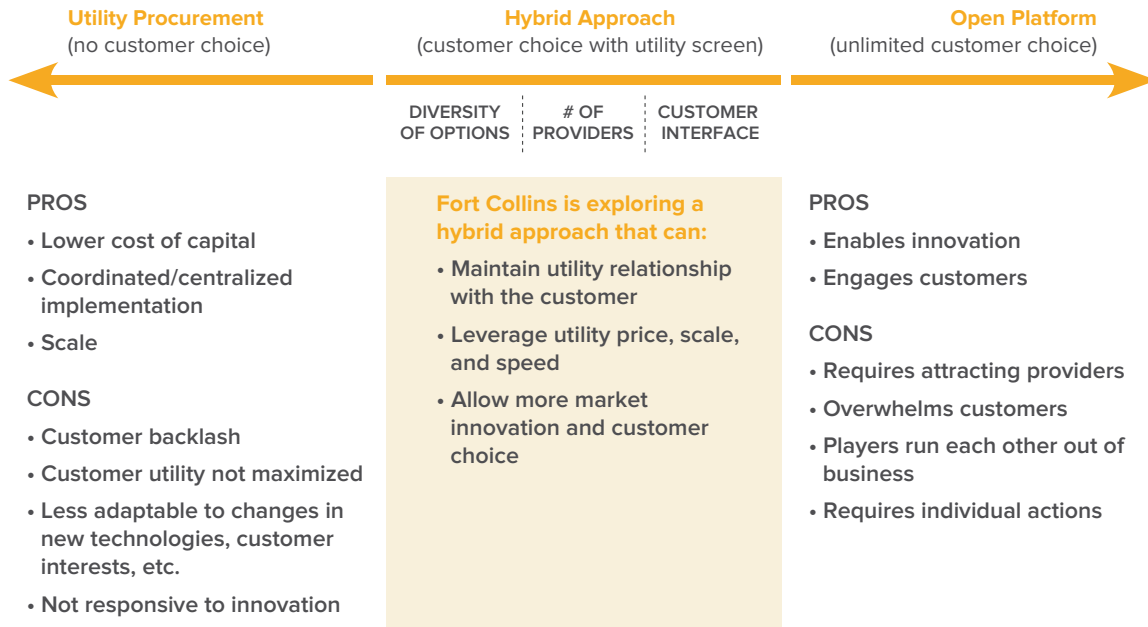 Utility Procurement
(no customer choice)
Hybrid Approach
(customer choice with utility screen)
Open Platform
(unlimited customer choice)
DIVERSITY
OF OPTIONS
# OF
PROVIDERS
CUSTOMER
INTERFACE
PROS
• Lower cost of capital
• Coordinated/centralized
implementation
• Scale
CONS
• Customer backlash
• Customer utility not maximized
• Less adaptable to changes in
new technologies, customer
interests, etc.
• Not responsive to innovation
Fort Collins is exploring a
hybrid approach that can:
• Maintain utility relationship
with the customer
• Leverage utility price, scale,
and speed
• Allow more market
innovation and customer
choice
PROS
• Enables innovation
• Engages customers
CONS
• Requires attracting providers
• Overwhelms customers
• Players run each other out of
business
• Requires individual actions